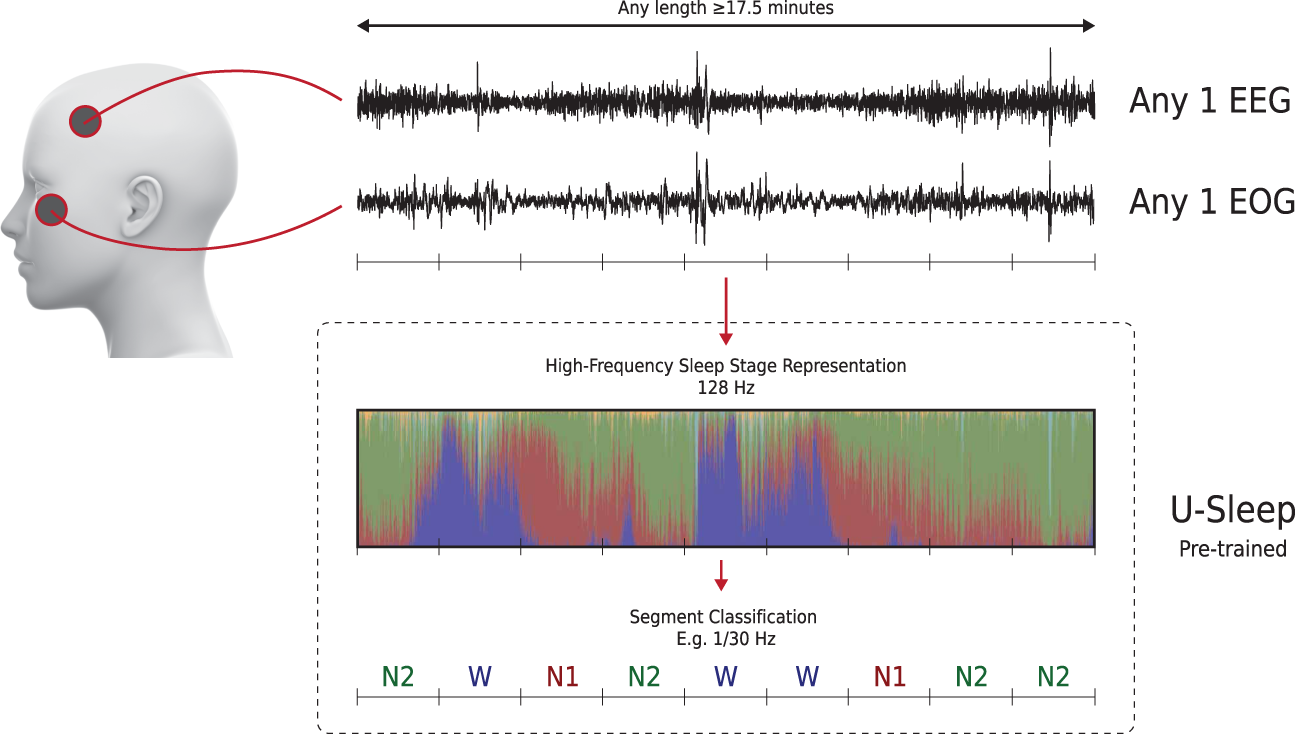 Any length ≥17.5 minutes
Any 1 EEG
Any 1 EOG
High-Frequency Sleep Stage Representation
128 Hz
U-Sleep
Pre-trained
Segment Classification
E.g. 1/30 Hz
N2 W N1 N2 W W N1 N2 N2